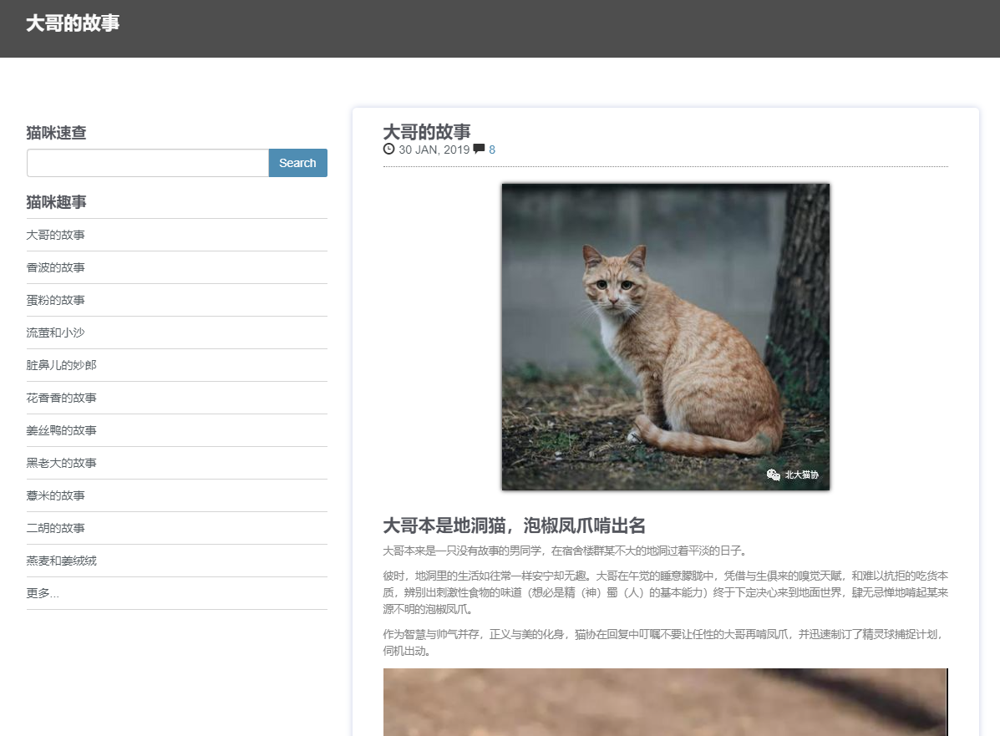 大哥的故事
猫咪速查
Search
猫咪趣事
大哥的故事
香波的故事
蛋粉的故事
流萤和小沙
脏鼻儿的妙郎
花香香的故事
姜丝鸭的故事
黑老大的故事
薏米的故事
二胡的故事
燕麦和姜绒绒
更多...
大哥的故事
30 JAN, 2019 8
北大猫协
大哥本是地洞猫，泡椒凤爪啃出名
大哥本来是一只没有故事的男同学，在宿舍楼群某不大的地洞过着平淡的日子。
彼时，地洞里的生活如往常一样安宁却无趣。大哥在午觉的睡意朦胧中，凭借与生俱来的嗅觉天赋，和难以抗拒的吃货本
质，辨别出刺激性食物的味道（想必是精（神）蜀（人）的基本能力）终于下定决心来到地面世界，肆无忌惮地啃起某来
源不明的泡椒凤爪。
作为智慧与帅气并存，正义与美的化身，猫协在回复中叮嘱不要让任性的大哥再啃凤爪，并迅速制订了精灵球捕捉计划，
伺机出动。